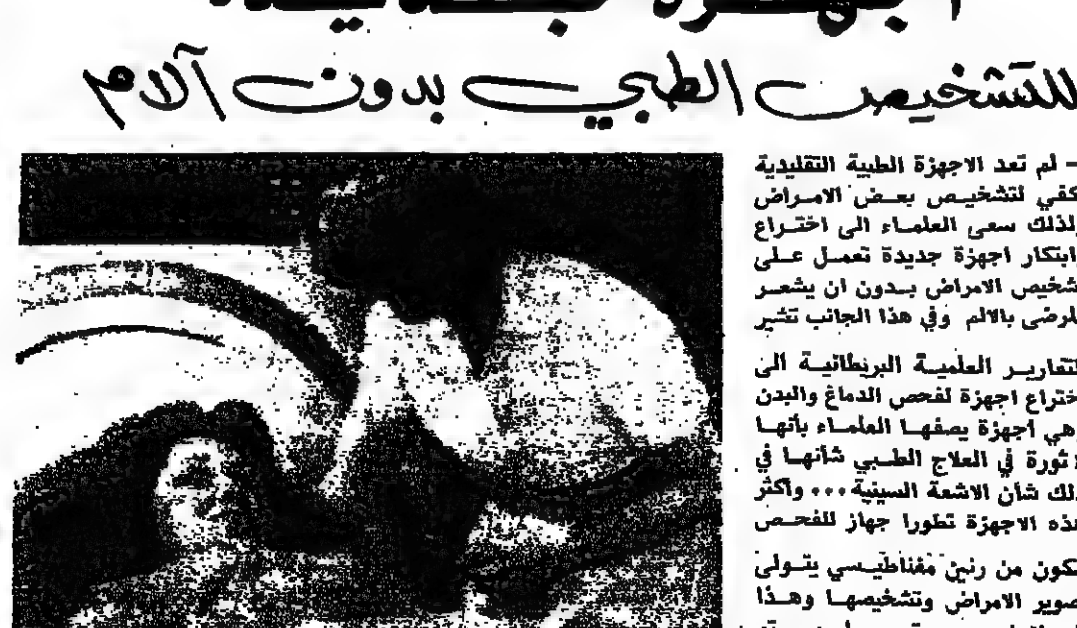 للتشخيص الطبي بدون آلام
- لم تعد الاجهزة الطبية التقليدية
كفي لتشخيص بعض الامراض
لذلك سعى العلماء الى اختراع
ابتكار اجهزة جديدة تعمل على
شخيص الامراض بدون ان يشعر
لمرضى بالالم وفي هذا الجانب تشير
لتقارير العلمية البريطانية الى
ختراع اجهزة لفحص الدماغ والبدن
هي اجهزة يصفها العلماء بأنها
ثورة في العلاج الطبي شأنها في
لك شأن الاشعة السينية ... وأكثر
هذه الاجهزة تطورا جهاز للفحص
كون من رنين مغناطيسي يتولى
صوير الامراض وتشخيصها وهذا